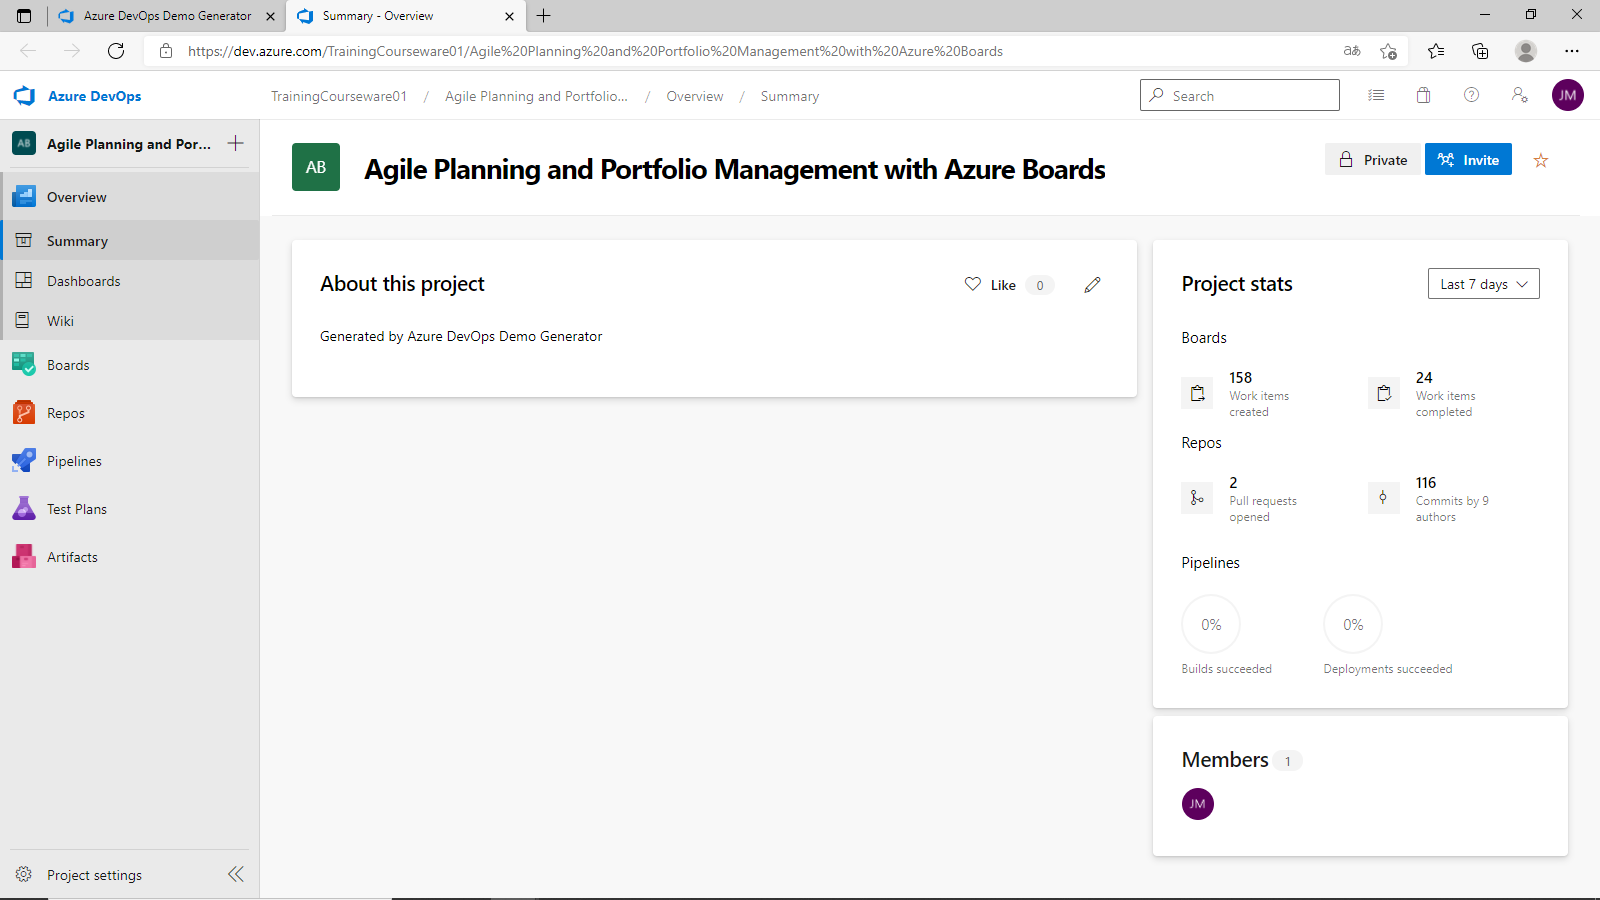 Azure DevOps Demo Generator
Summary - Overview
https://dev.azure.com/TrainingCourseware01/Agile%20Planning%20and%20Portfolio%20Management%20with%20Azure%20Boards
aあ
Azure DevOps
TrainingCourseware01 / Agile Planning and Portfolio... / Overview / Summary
Search
JM
AB Agile Planning and Por...
Overview
Summary
Dashboards
Wiki
Boards
Repos
Pipelines
Test Plans
Artifacts
Project settings
AB Agile Planning and Portfolio Management with Azure Boards
Private
Invite
About this project
Like 0
Generated by Azure DevOps Demo Generator
Project stats
Last 7 days
Boards
158
Work items
created
24
Work items
completed
Repos
2
Pull requests
opened
116
Commits by 9
authors
Pipelines
0%
Builds succeeded
0%
Deployments succeeded
Members 1
JM